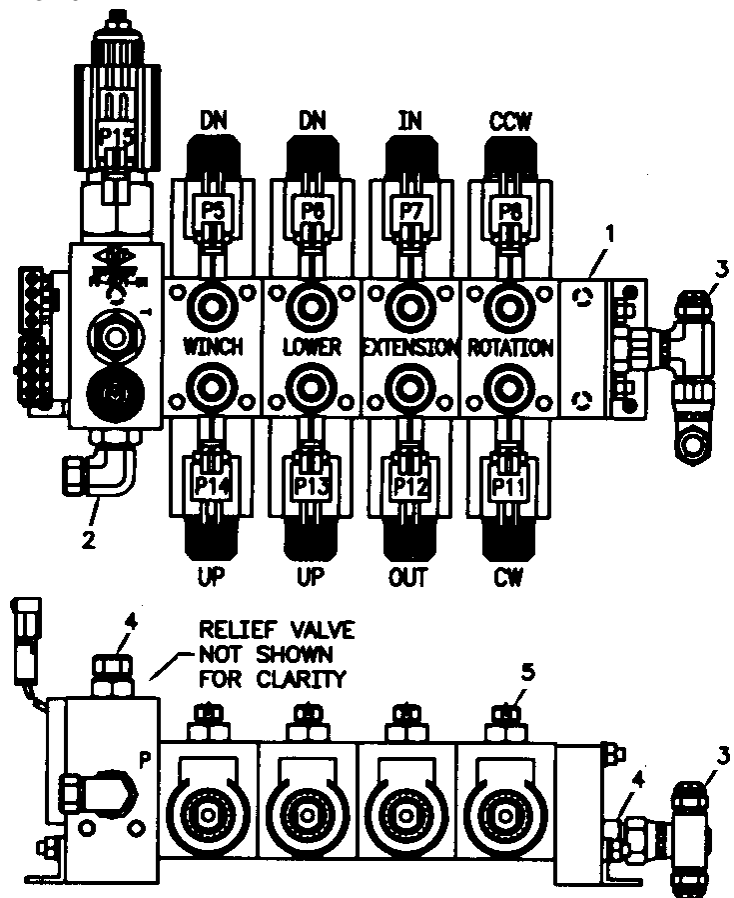 P15
DN
DN
IN
CCW
P5
P6
P7
P8
1
3
T
WINCH
LOWER
EXTENSION
ROTATION
P14
P13
P12
P11
2
UP
UP
OUT
CW
4
RELIEF VALVE
NOT SHOWN
FOR CLARITY
5
P
4
3